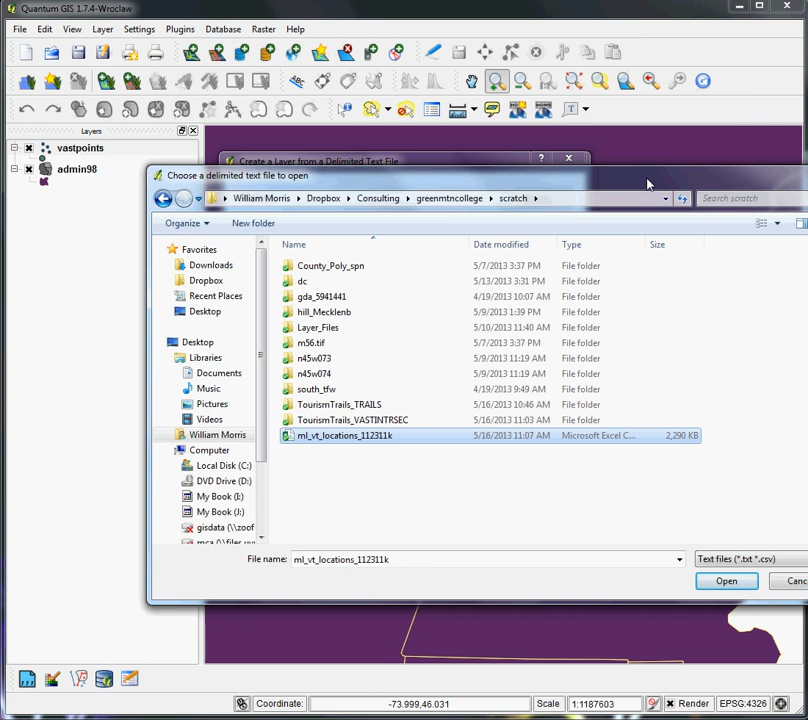 Quantum GIS 1.7.4-Wroclaw
File Edit View Layer Settings Plugins Database Raster Help
Layers
vastpoints
admin98
Create a Layer from a Delimited Text File
Choose a delimited text file to open
William Morris Dropbox Consulting greenmtncollege scratch Search scratch
Organize New folder
Name Date modified Type Size
Favorites
Downloads
Dropbox
Recent Places
Desktop
Desktop
Libraries
Documents
Music
Pictures
Videos
William Morris
Computer
Local Disk (C:)
DVD Drive (D:)
My Book (I:)
My Book (J:)
gisdata (\\zoof
County_Poly_spn 5/7/2013 3:37 PM File folder
dc 5/13/2013 3:31 PM File folder
gda_5941441 4/19/2013 10:07 AM File folder
hill_Mecklenb 5/9/2013 1:39 PM File folder
Layer_Files 5/10/2013 11:40 AM File folder
m56.tif 5/7/2013 3:37 PM File folder
n45w073 5/9/2013 11:19 AM File folder
n45w074 5/9/2013 11:19 AM File folder
south_tfw 4/19/2013 9:49 AM File folder
TourismTrails_TRAILS 5/16/2013 10:46 AM File folder
TourismTrails_VASTINTRSEC 5/16/2013 11:03 AM File folder
ml_vt_locations_112311k 5/16/2013 11:07 AM Microsoft Excel C... 2,290 KB
File name: ml_vt_locations_112311k Text files (*.txt *.csv)
Open Canc
Coordinate: -73.999,46.031 Scale 1:1187603 Render EPSG:4326